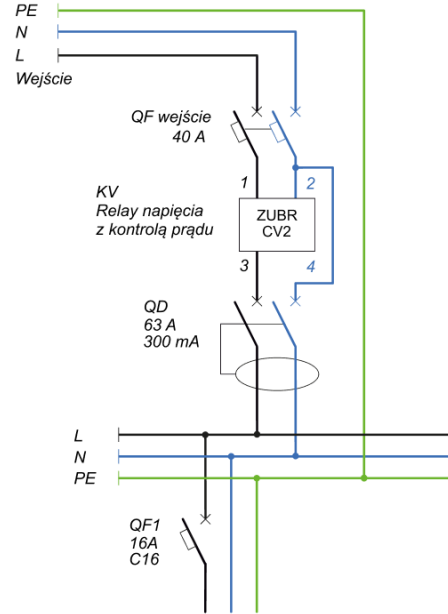 PE
N
L
Wejście
QF wejście
40 A
1
2
KV
Relay napięcia
z kontrolą prądu
ZUBR
CV2
3
4
QD
63 A
300 mA
L
N
PE
QF1
16A
C16